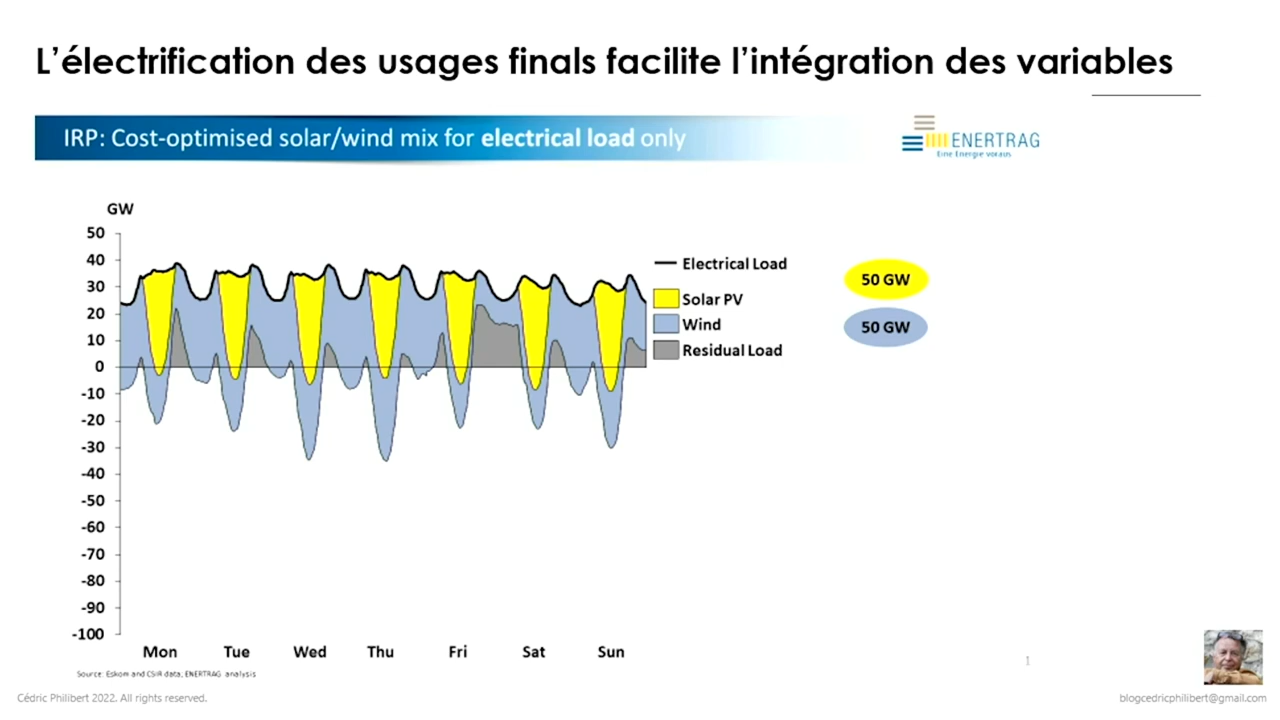 L’électrification des usages finals facilite l’intégration des variables
IRP: Cost-optimised solar/wind mix for electrical load only
ENERTRAG
Eine Energie voraus
GW
50
40
30
20
10
0
-10
-20
-30
-40
-50
-60
-70
-80
-90
-100
Electrical Load
Solar PV
Wind
Residual Load
50 GW
50 GW
Mon Tue Wed Thu Fri Sat Sun
Source: Eskom and CSIR data; ENERTRAG analysis
1
Cédric Philibert 2022. All rights reserved.
blogcedricphilibert@gmail.com